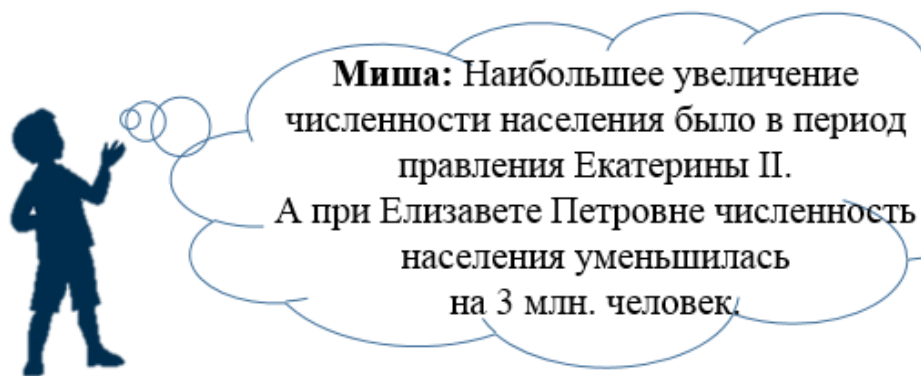 Миша: Наибольшее увеличение
численности населения было в период
правления Екатерины II.
А при Елизавете Петровне численность
населения уменьшилась
на 3 млн. человек.